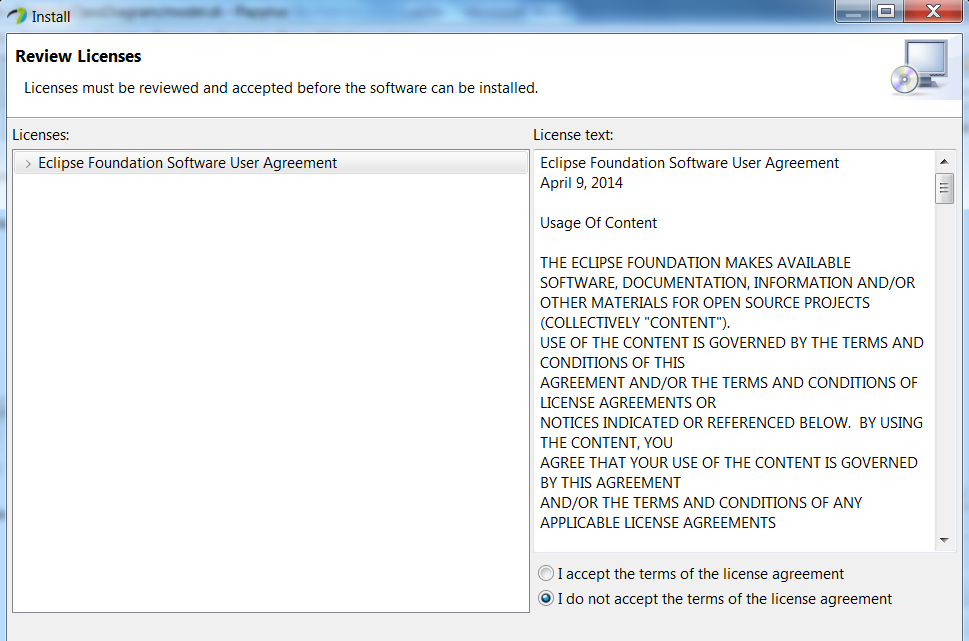 Install
Review Licenses
Licenses must be reviewed and accepted before the software can be installed.
Licenses:
Eclipse Foundation Software User Agreement
License text:
Eclipse Foundation Software User Agreement
April 9, 2014
Usage Of Content
THE ECLIPSE FOUNDATION MAKES AVAILABLE
SOFTWARE, DOCUMENTATION, INFORMATION AND/OR
OTHER MATERIALS FOR OPEN SOURCE PROJECTS
(COLLECTIVELY "CONTENT").
USE OF THE CONTENT IS GOVERNED BY THE TERMS AND
CONDITIONS OF THIS
AGREEMENT AND/OR THE TERMS AND CONDITIONS OF
LICENSE AGREEMENTS OR
NOTICES INDICATED OR REFERENCED BELOW.  BY USING
THE CONTENT, YOU
AGREE THAT YOUR USE OF THE CONTENT IS GOVERNED
BY THIS AGREEMENT
AND/OR THE TERMS AND CONDITIONS OF ANY
APPLICABLE LICENSE AGREEMENTS
I accept the terms of the license agreement
I do not accept the terms of the license agreement